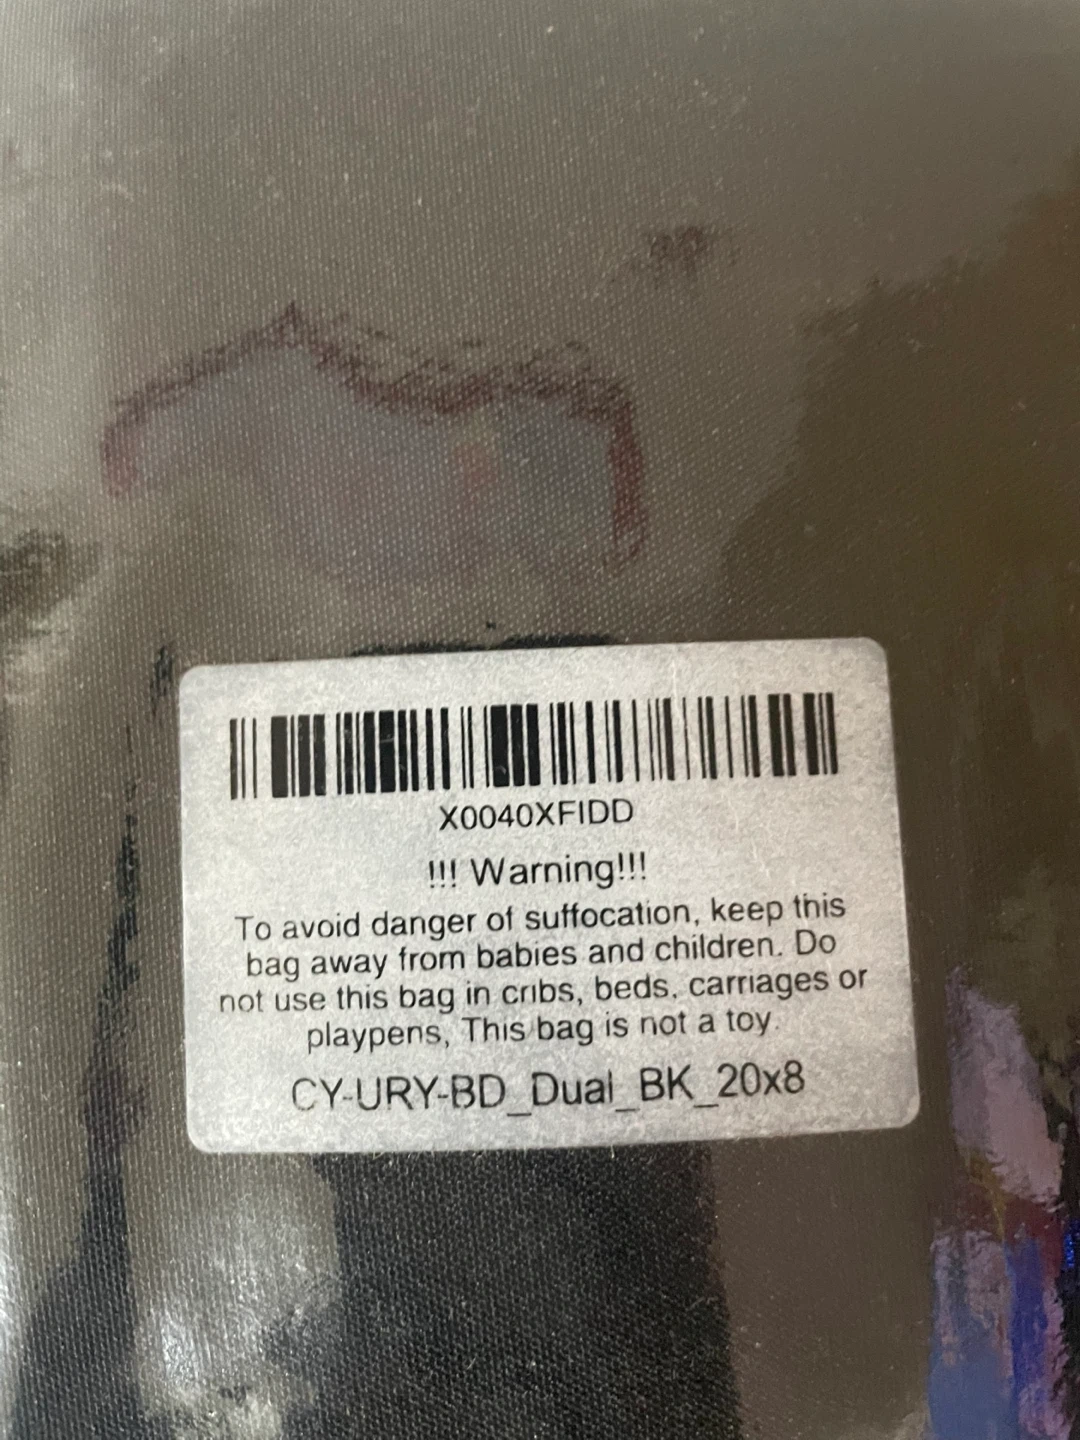 X0040XFIDD
!!! Warning!!!
To avoid danger of suffocation, keep this
bag away from babies and children. Do
not use this bag in cribs, beds, carriages or
playpens, This bag is not a toy.
CY-URY-BD_Dual_BK_20x8